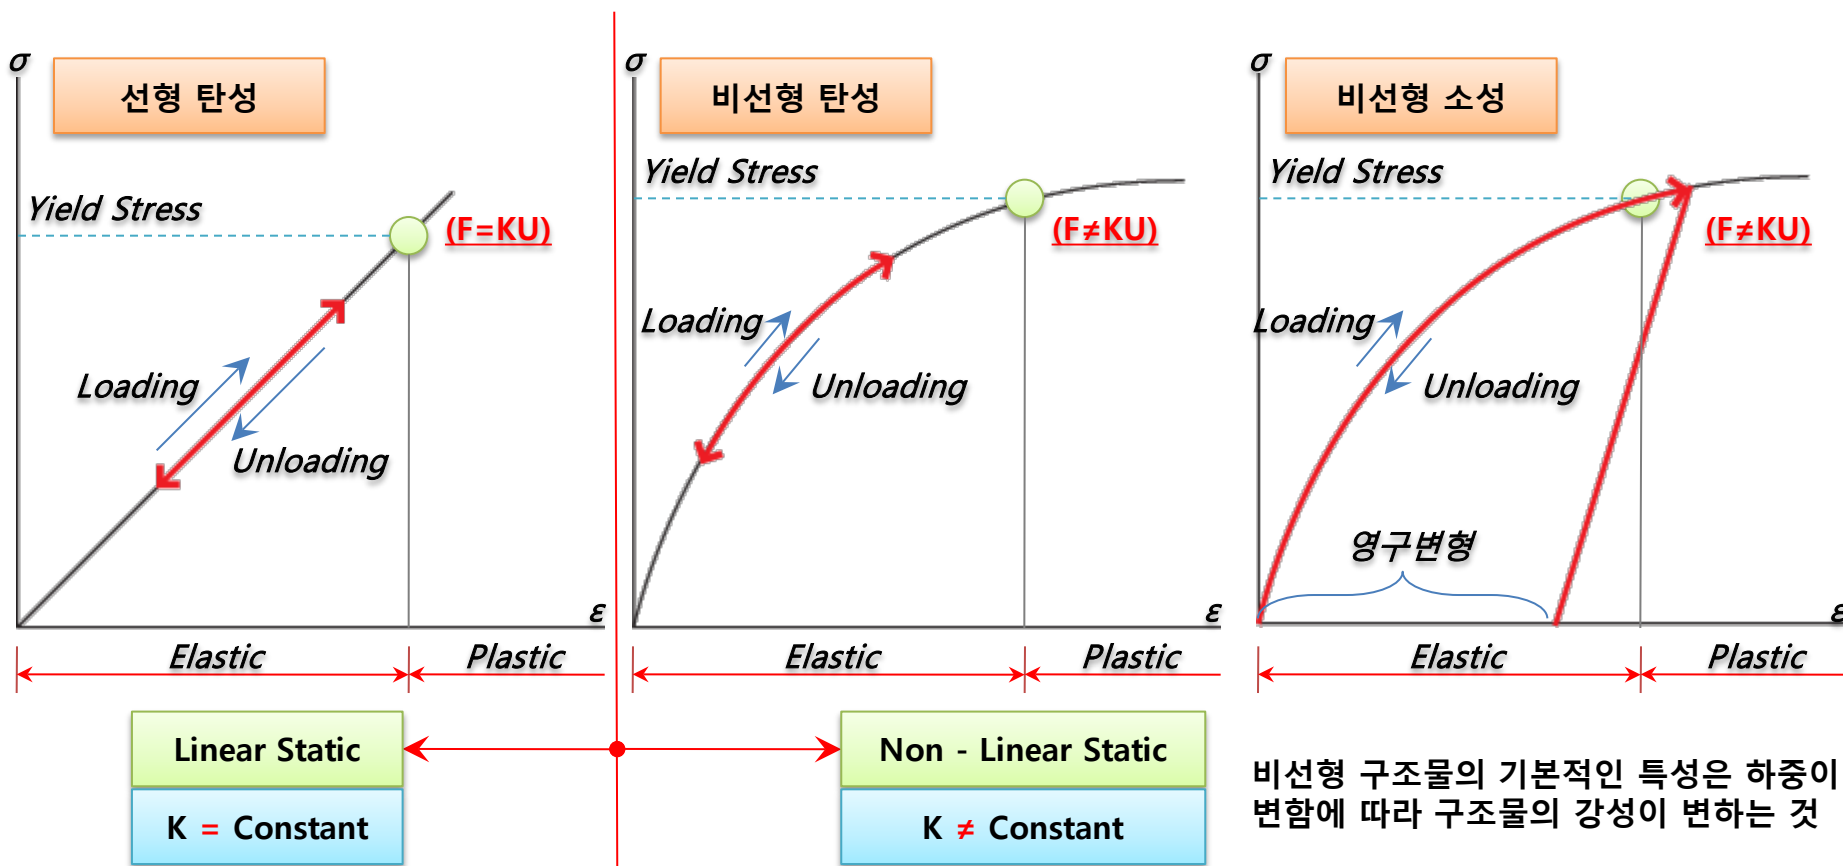 σ
선형 탄성
Yield Stress
(F=KU)
Loading
Unloading
ε
Elastic
Plastic
σ
비선형 탄성
Yield Stress
(F≠KU)
Loading
Unloading
ε
Elastic
Plastic
σ
비선형 소성
Yield Stress
(F≠KU)
Loading
Unloading
영구변형
ε
Elastic
Plastic
Linear Static
K = Constant
Non - Linear Static
K ≠ Constant
비선형 구조물의 기본적인 특성은 하중이
변함에 따라 구조물의 강성이 변하는 것